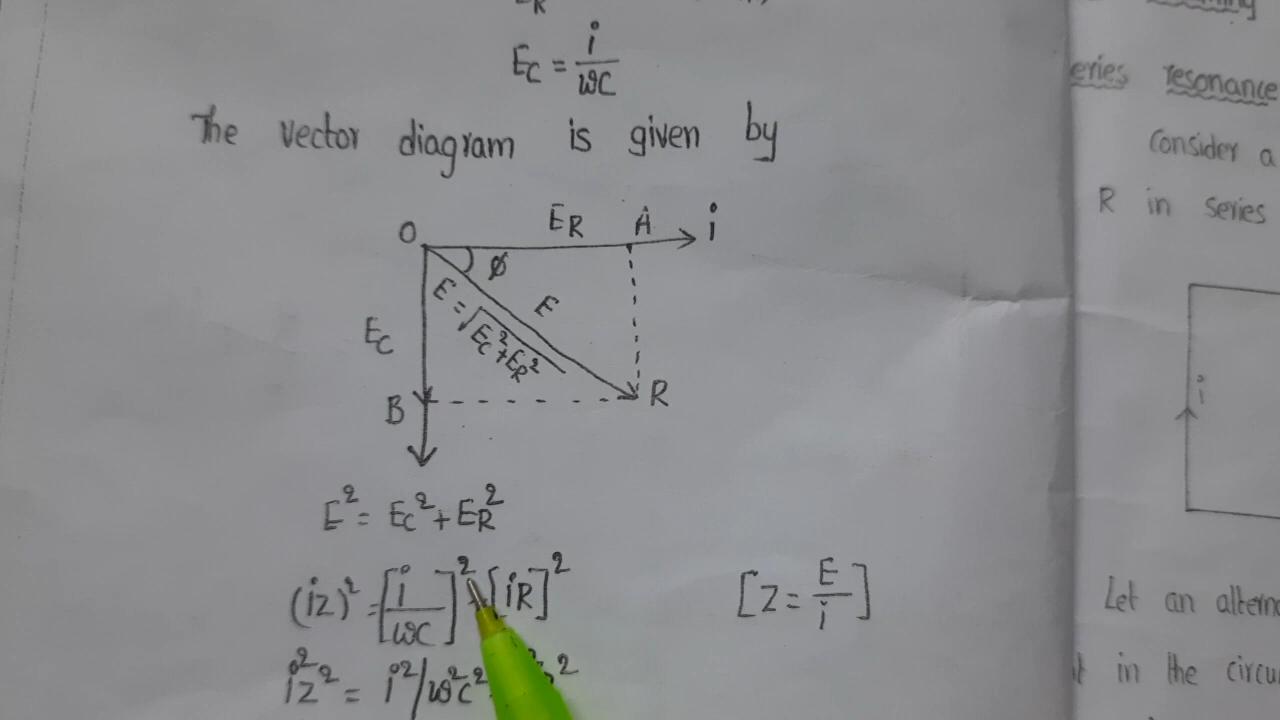 E_C = i/ωC
The vector diagram is given by
O E_R A i
φ
E
E = √E_C²+E_R²
E_C
B R
E² = E_C² + E_R²
(iz)² = [i/ωC]² + [iR]² [Z = E/i]
i²z² = i²/ω²C²
eries resonance
Consider a
R in series
i
Let an altern
in the circu